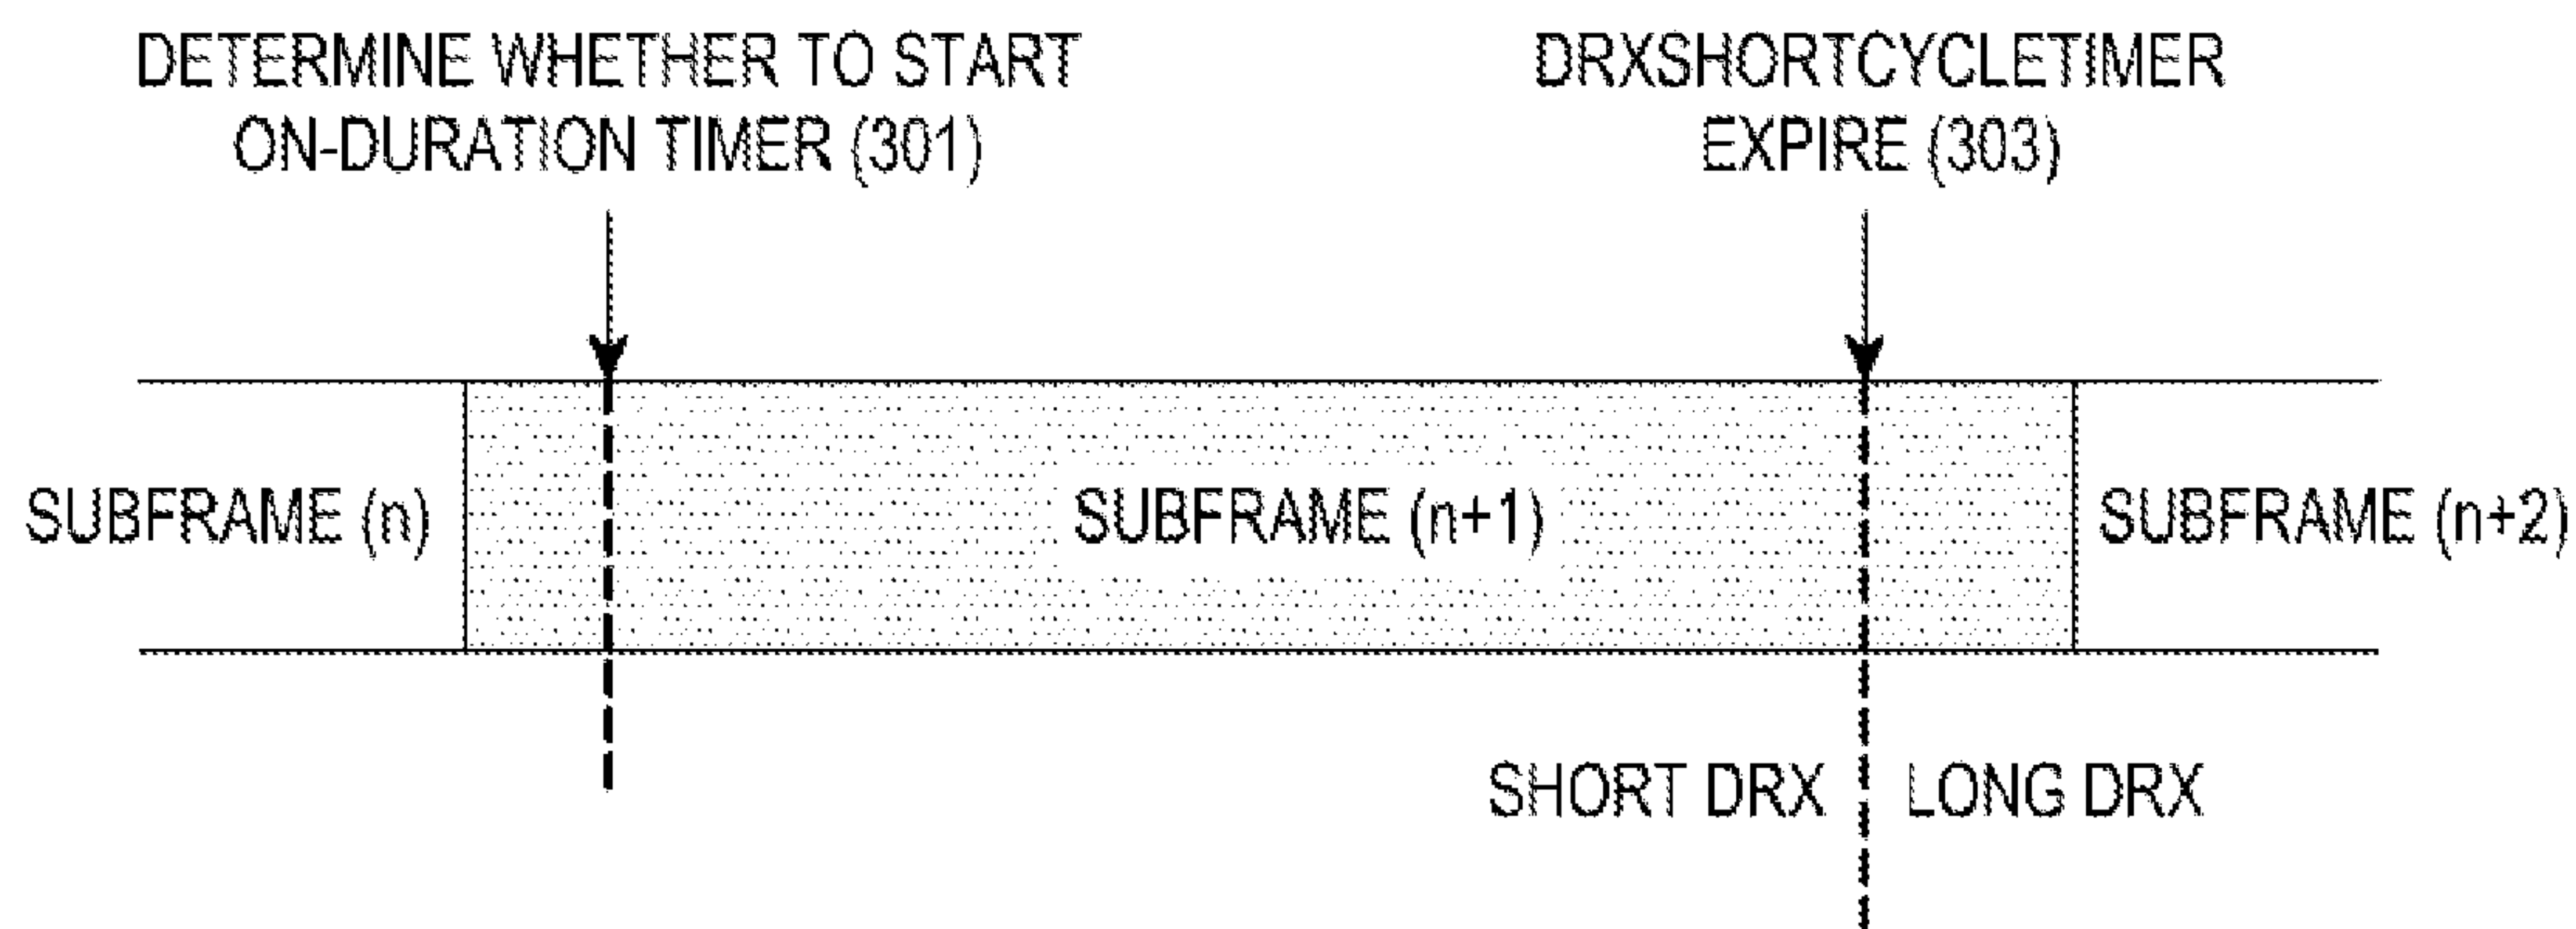 DETERMINE WHETHER TO START
ON-DURATION TIMER (301)
DRXSHORTCYCLETIMER
EXPIRE (303)
SUBFRAME (n)
SUBFRAME (n+1)
SUBFRAME (n+2)
SHORT DRX
LONG DRX